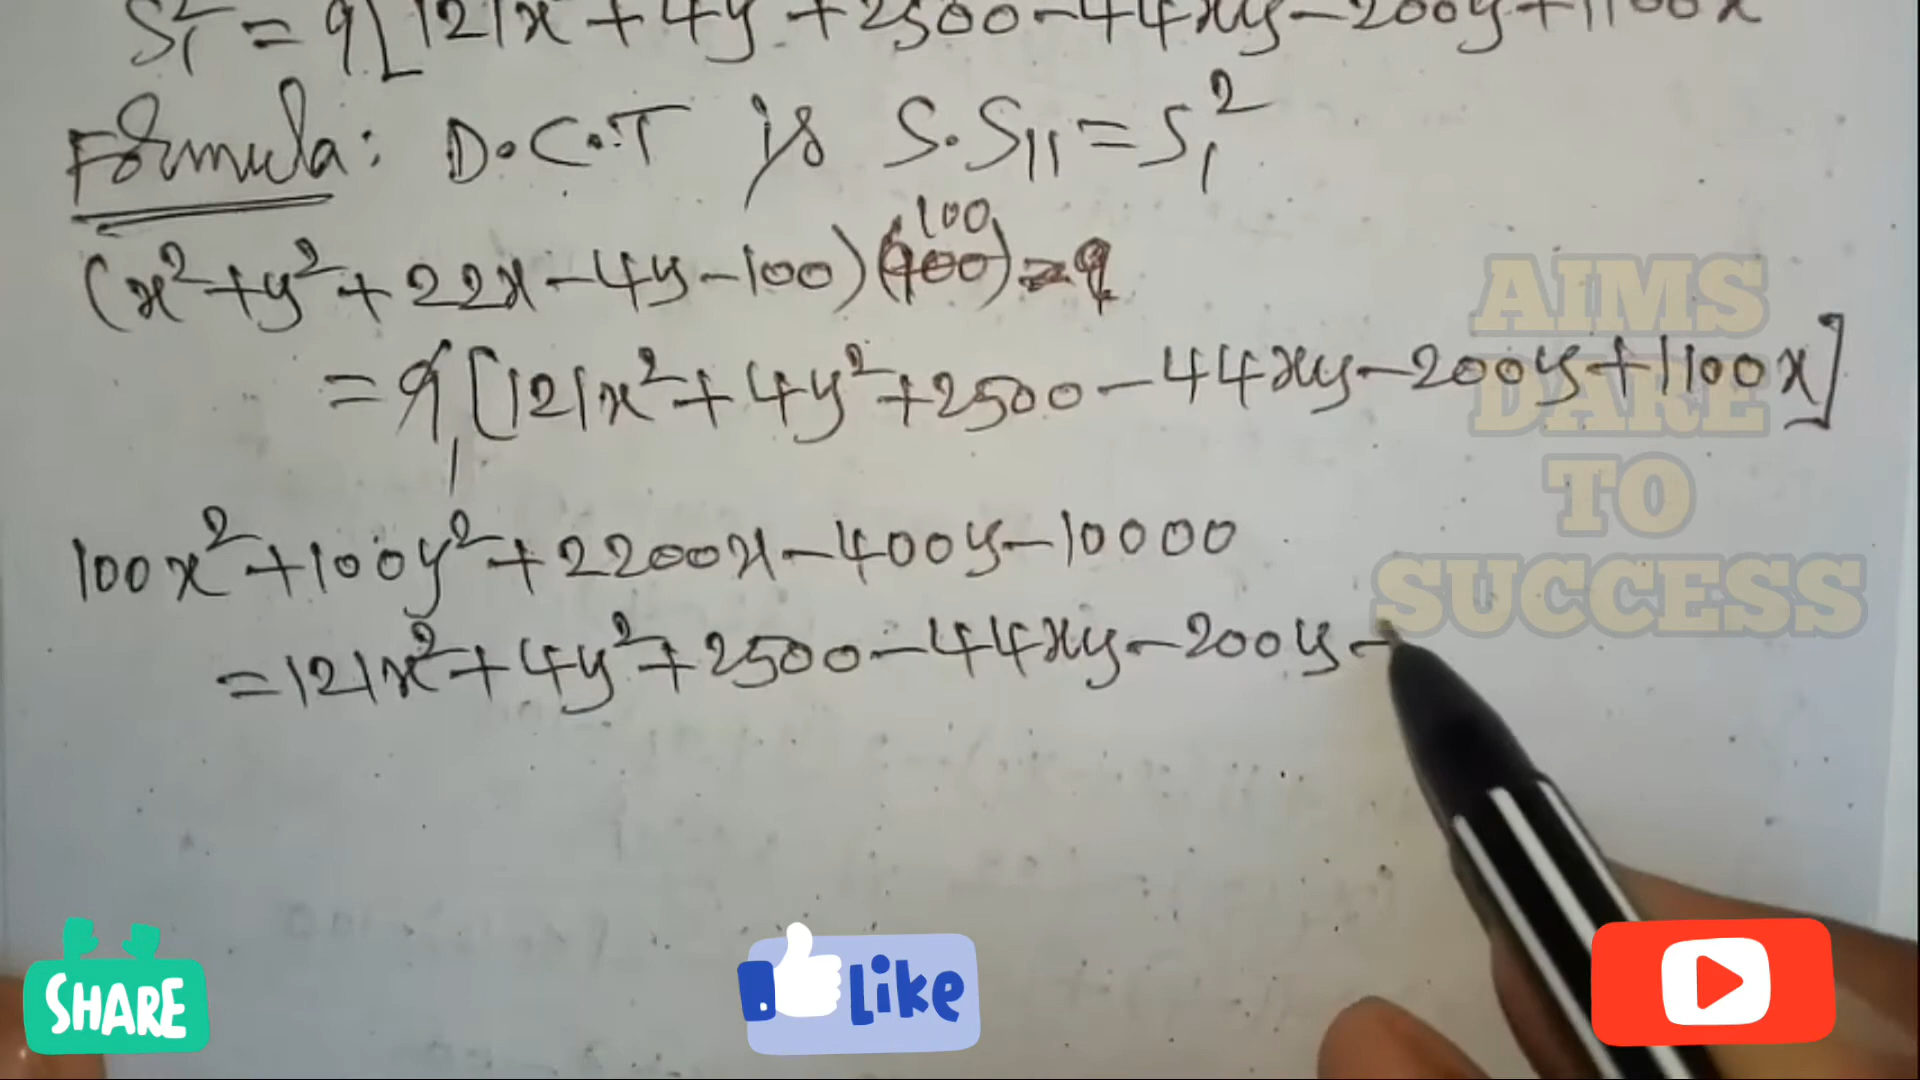 S₁² = 9[121x² + 4y² + 2500 - 44xy - 200y + 1100x
Formula: D.C.T is S.S₁₁ = S₁²
100
(x² + y² + 22x - 4y - 100)(900) = 9
= 9[121x² + 4y² + 2500 - 44xy - 200y + 1100x]
1
100x² + 100y² + 2200x - 400y - 10000
= 121x² + 4y² + 2500 - 44xy - 200y -
AIMS
DARE
TO
SUCCESS
SHARE
Like